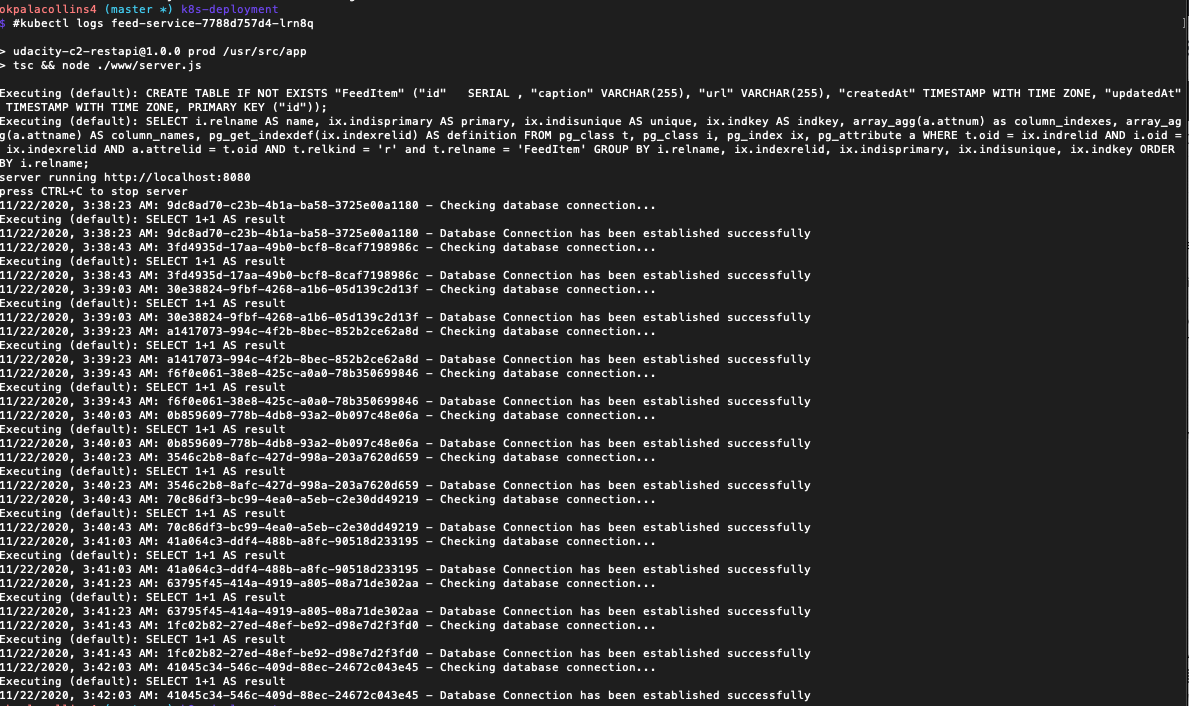 okpalacollins4 (master *) k8s-deployment
$ #kubectl logs feed-service-7788d757d4-lrn8q
> udacity-c2-restapi@1.0.0 prod /usr/src/app
> tsc && node ./www/server.js
Executing (default): CREATE TABLE IF NOT EXISTS "FeedItem" ("id"   SERIAL , "caption" VARCHAR(255), "url" VARCHAR(255), "createdAt" TIMESTAMP WITH TIME ZONE, "updatedAt"
TIMESTAMP WITH TIME ZONE, PRIMARY KEY ("id"));
Executing (default): SELECT i.relname AS name, ix.indisprimary AS primary, ix.indisunique AS unique, ix.indkey AS indkey, array_agg(a.attnum) as column_indexes, array_ag
g(a.attname) AS column_names, pg_get_indexdef(ix.indexrelid) AS definition FROM pg_class t, pg_class i, pg_index ix, pg_attribute a WHERE t.oid = ix.indrelid AND i.oid =
ix.indexrelid AND a.attrelid = t.oid AND t.relkind = 'r' and t.relname = 'FeedItem' GROUP BY i.relname, ix.indexrelid, ix.indisprimary, ix.indisunique, ix.indkey ORDER
BY i.relname;
server running http://localhost:8080
press CTRL+C to stop server
11/22/2020, 3:38:23 AM: 9dc8ad70-c23b-4b1a-ba58-3725e00a1180 - Checking database connection...
Executing (default): SELECT 1+1 AS result
11/22/2020, 3:38:23 AM: 9dc8ad70-c23b-4b1a-ba58-3725e00a1180 - Database Connection has been established successfully
11/22/2020, 3:38:43 AM: 3fd4935d-17aa-49b0-bcf8-8caf7198986c - Checking database connection...
Executing (default): SELECT 1+1 AS result
11/22/2020, 3:38:43 AM: 3fd4935d-17aa-49b0-bcf8-8caf7198986c - Database Connection has been established successfully
11/22/2020, 3:39:03 AM: 30e38824-9fbf-4268-a1b6-05d139c2d13f - Checking database connection...
Executing (default): SELECT 1+1 AS result
11/22/2020, 3:39:03 AM: 30e38824-9fbf-4268-a1b6-05d139c2d13f - Database Connection has been established successfully
11/22/2020, 3:39:23 AM: a1417073-994c-4f2b-8bec-852b2ce62a8d - Checking database connection...
Executing (default): SELECT 1+1 AS result
11/22/2020, 3:39:23 AM: a1417073-994c-4f2b-8bec-852b2ce62a8d - Database Connection has been established successfully
11/22/2020, 3:39:43 AM: f6f0e061-38e8-425c-a0a0-78b350699846 - Checking database connection...
Executing (default): SELECT 1+1 AS result
11/22/2020, 3:39:43 AM: f6f0e061-38e8-425c-a0a0-78b350699846 - Database Connection has been established successfully
11/22/2020, 3:40:03 AM: 0b859609-778b-4db8-93a2-0b097c48e06a - Checking database connection...
Executing (default): SELECT 1+1 AS result
11/22/2020, 3:40:03 AM: 0b859609-778b-4db8-93a2-0b097c48e06a - Database Connection has been established successfully
11/22/2020, 3:40:23 AM: 3546c2b8-8afc-427d-998a-203a7620d659 - Checking database connection...
Executing (default): SELECT 1+1 AS result
11/22/2020, 3:40:23 AM: 3546c2b8-8afc-427d-998a-203a7620d659 - Database Connection has been established successfully
11/22/2020, 3:40:43 AM: 70c86df3-bc99-4ea0-a5eb-c2e30dd49219 - Checking database connection...
Executing (default): SELECT 1+1 AS result
11/22/2020, 3:40:43 AM: 70c86df3-bc99-4ea0-a5eb-c2e30dd49219 - Database Connection has been established successfully
11/22/2020, 3:41:03 AM: 41a064c3-ddf4-488b-a8fc-90518d233195 - Checking database connection...
Executing (default): SELECT 1+1 AS result
11/22/2020, 3:41:03 AM: 41a064c3-ddf4-488b-a8fc-90518d233195 - Database Connection has been established successfully
11/22/2020, 3:41:23 AM: 63795f45-414a-4919-a805-08a71de302aa - Checking database connection...
Executing (default): SELECT 1+1 AS result
11/22/2020, 3:41:23 AM: 63795f45-414a-4919-a805-08a71de302aa - Database Connection has been established successfully
11/22/2020, 3:41:43 AM: 1fc02b82-27ed-48ef-be92-d98e7d2f3fd0 - Checking database connection...
Executing (default): SELECT 1+1 AS result
11/22/2020, 3:41:43 AM: 1fc02b82-27ed-48ef-be92-d98e7d2f3fd0 - Database Connection has been established successfully
11/22/2020, 3:42:03 AM: 41045c34-546c-409d-88ec-24672c043e45 - Checking database connection...
Executing (default): SELECT 1+1 AS result
11/22/2020, 3:42:03 AM: 41045c34-546c-409d-88ec-24672c043e45 - Database Connection has been established successfully